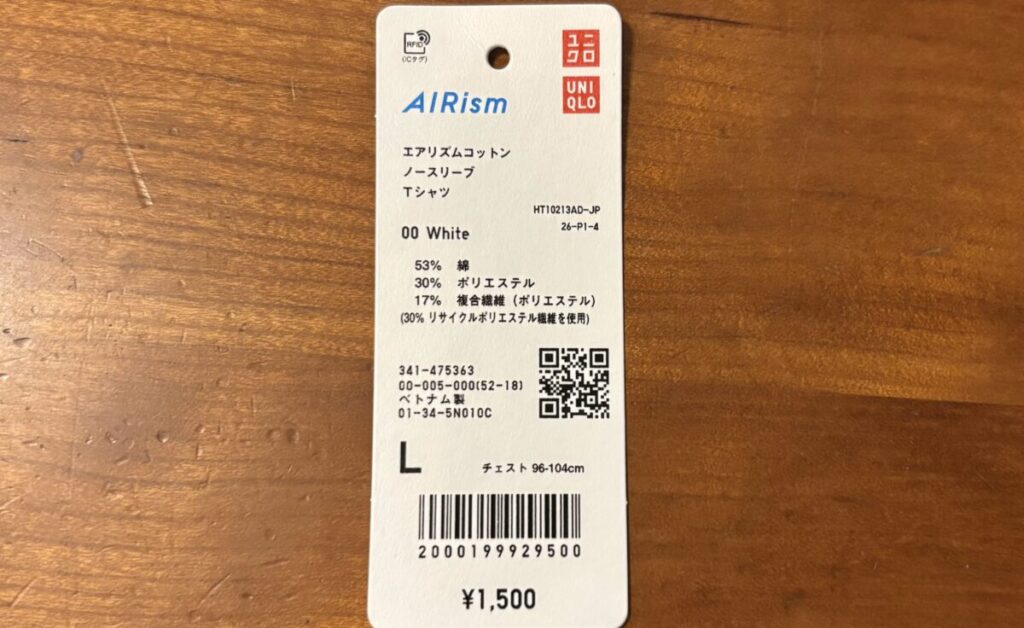 RFID
(ICタグ)
ユニ
クロ
UNI
QLO
AIRism
エアリズムコットン
ノースリーブ
Tシャツ
HT10213AD-JP
26-P1-4
00 White
53% 綿
30% ポリエステル
17% 複合繊維 (ポリエステル)
(30% リサイクルポリエステル繊維を使用)
341-475363
00-005-000(52-18)
ベトナム製
01-34-5N010C
L
チェスト 96-104cm
2000199929500
¥1,500